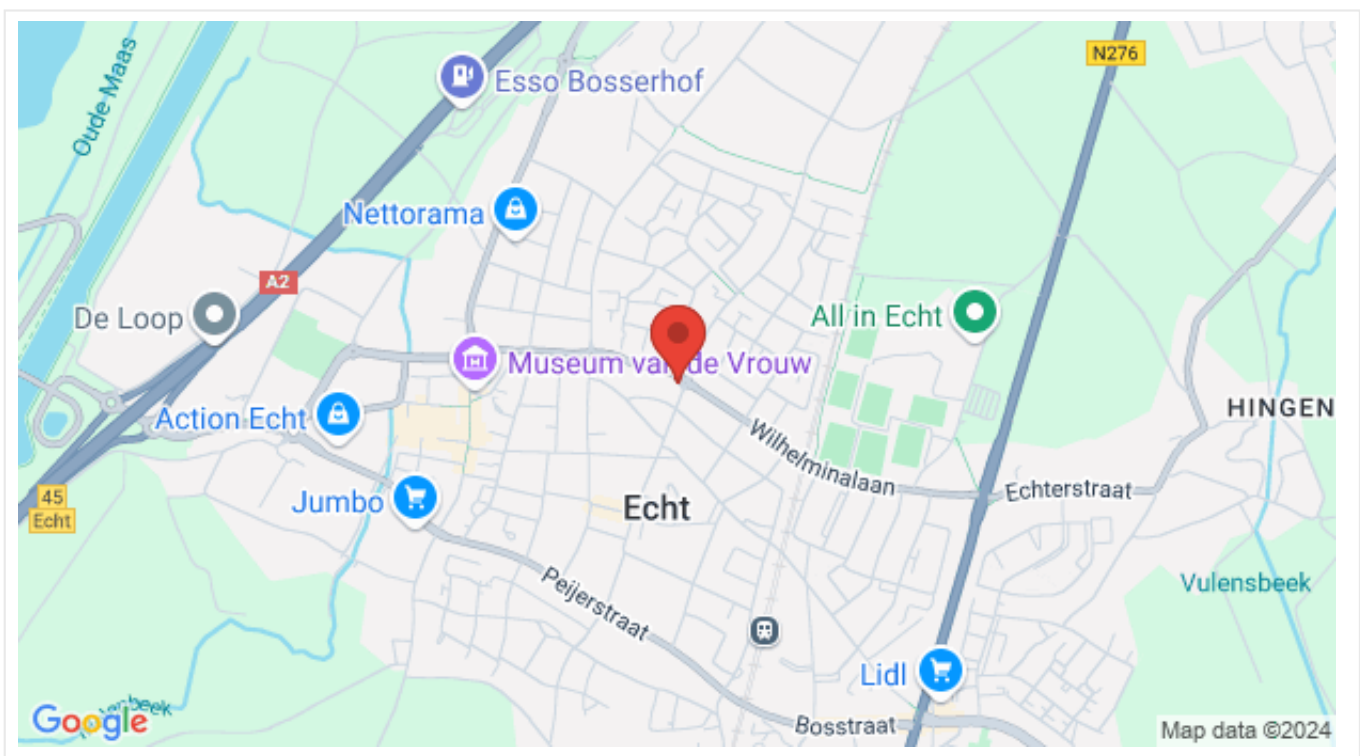 Oude Maas
Esso Bosserhof
N276
Nettorama
A2
De Loop
All in Echt
Museum van de Vrouw
Action Echt
HINGEN
Wilhelminalaan
45
Echt
Jumbo
Echt
Echterstraat
Peijerstraat
Vulensbeek
Lidl
Google
Bosstraat
Map data ©2024